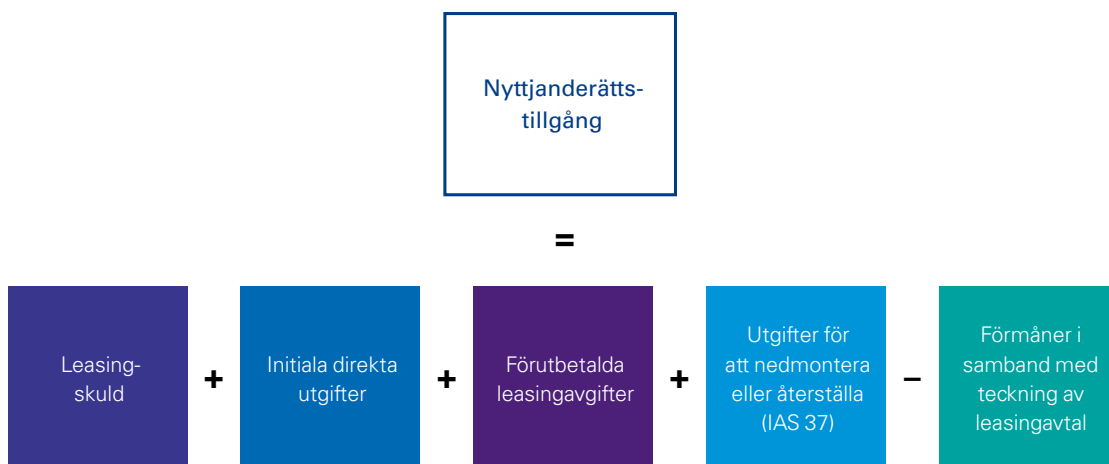 Nyttjanderätts-
tillgång
=
Leasing-
skuld
+
Initiala direkta
utgifter
+
Förutbetalda
leasingavgifter
+
Utgifter för
att nedmontera
eller återställa
(IAS 37)
–
Förmåner i
samband med
teckning av
leasingavtal